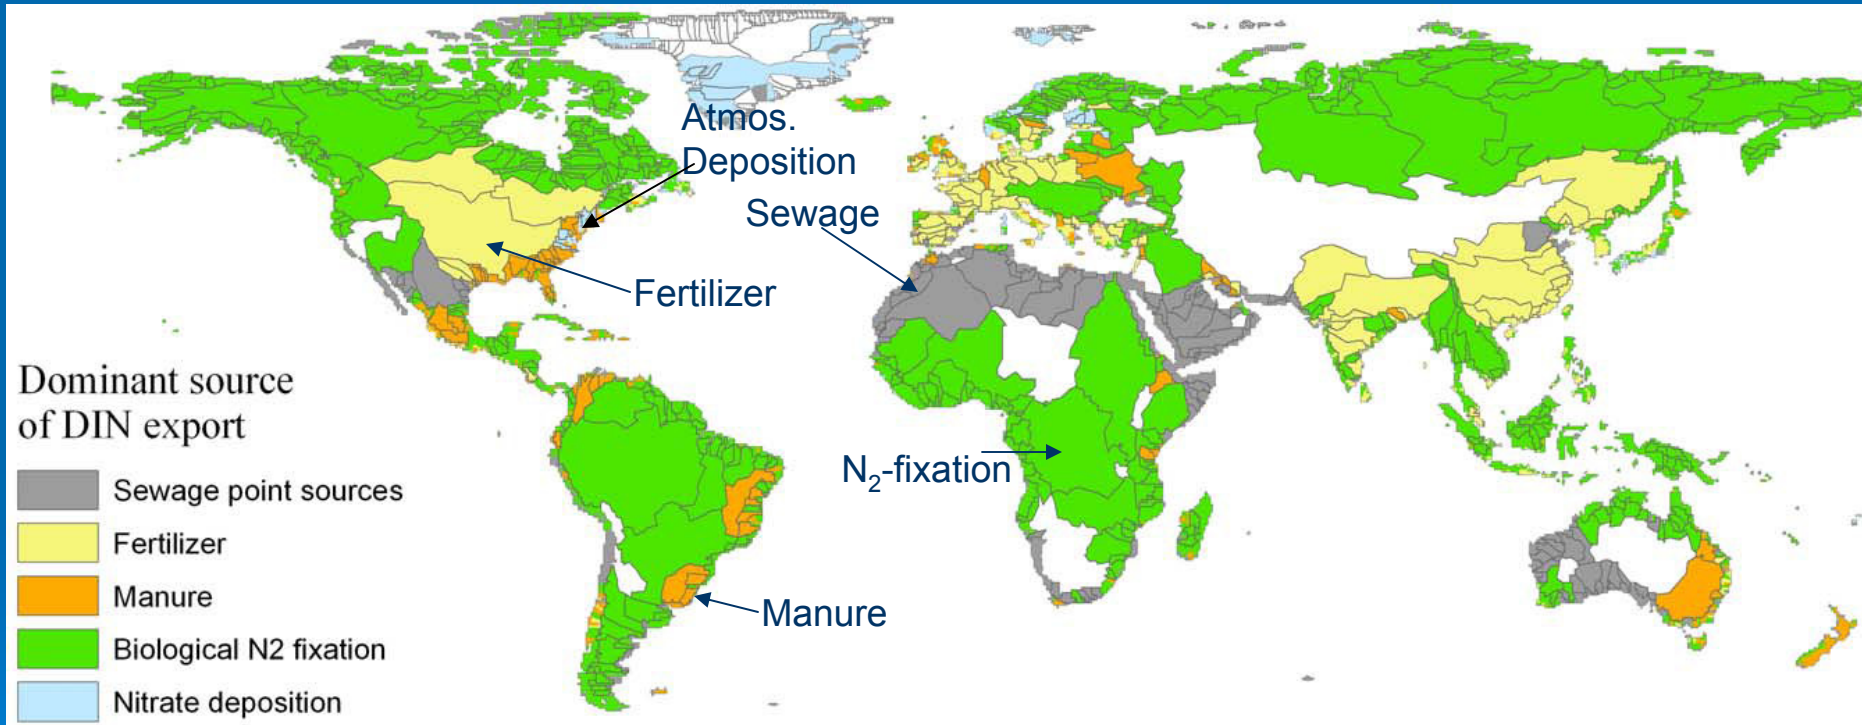 Atmos.
Deposition
Sewage
Fertilizer
N₂-fixation
Manure
Dominant source
of DIN export
Sewage point sources
Fertilizer
Manure
Biological N2 fixation
Nitrate deposition